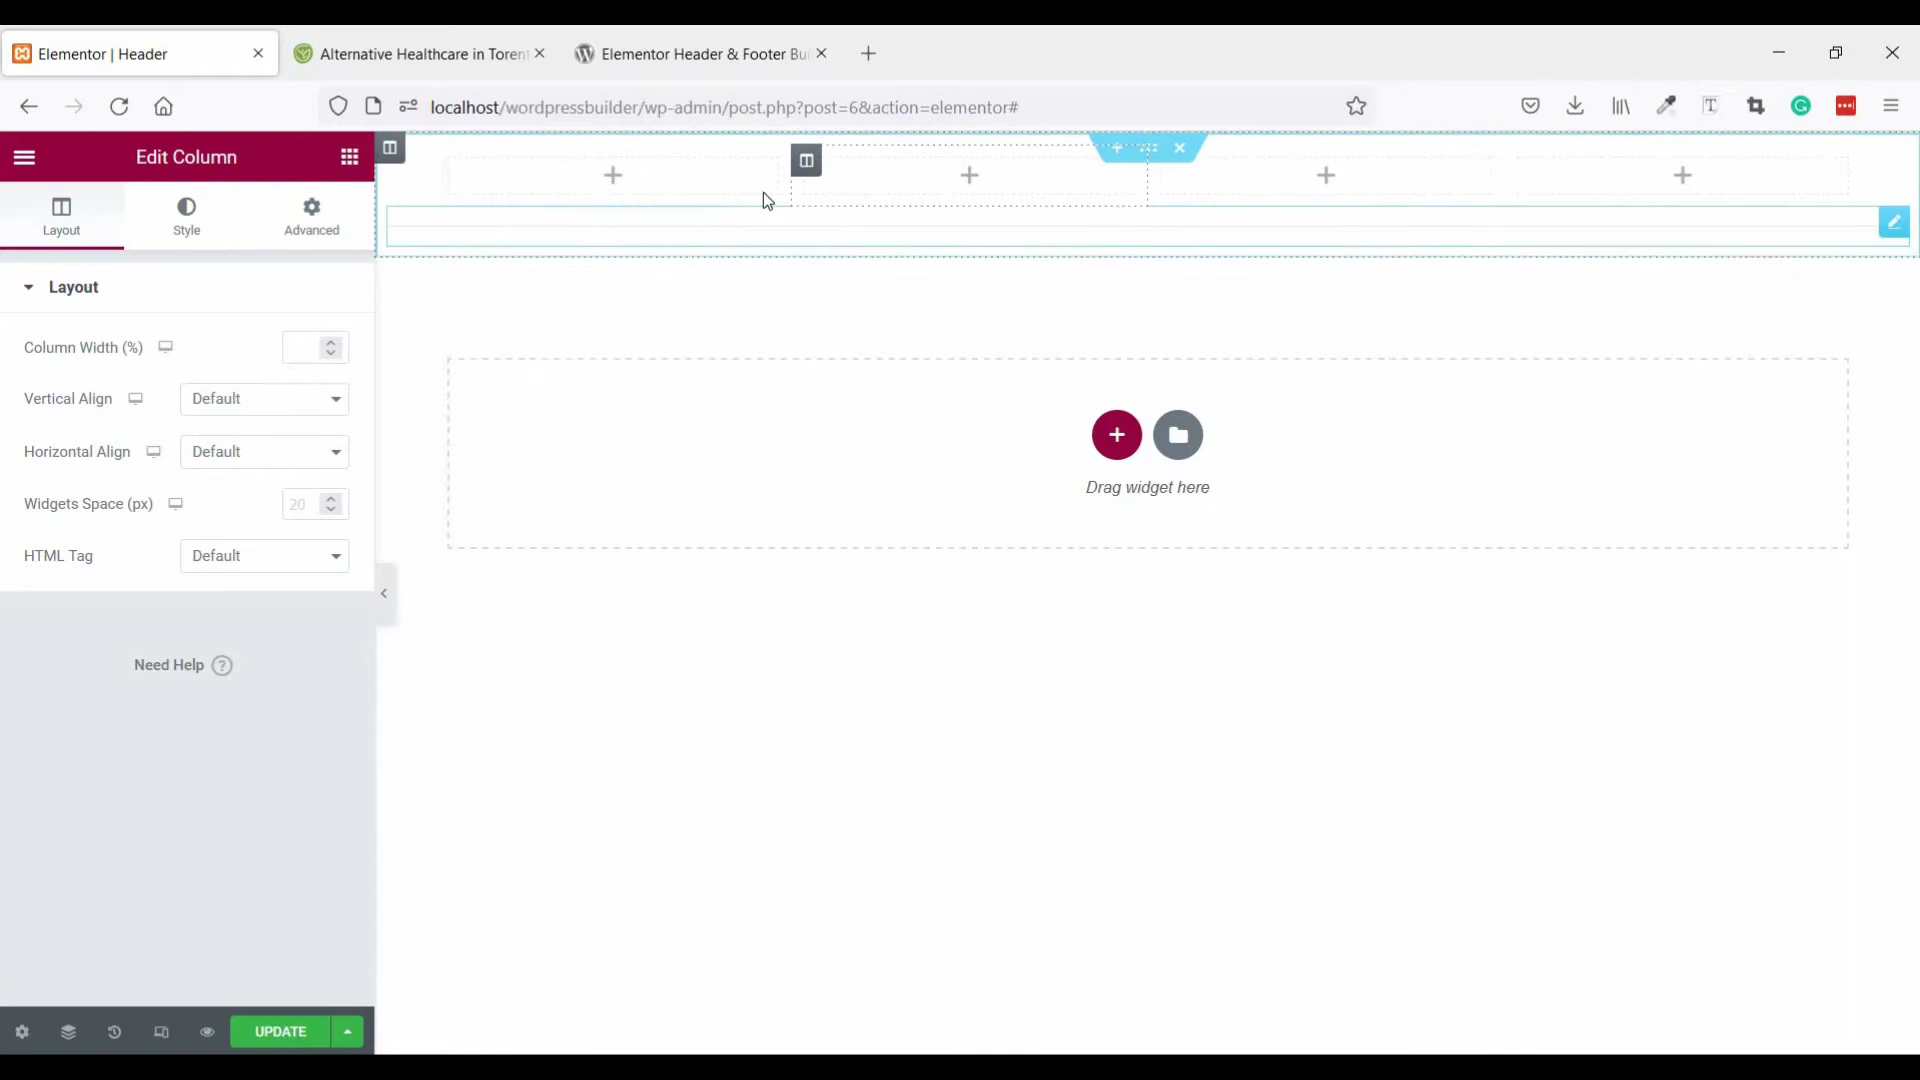 Elementor | Header
Alternative Healthcare in Torent
Elementor Header & Footer Bu
localhost/wordpressbuilder/wp-admin/post.php?post=6&action=elementor#
Edit Column
Layout
Style
Advanced
Layout
Column Width (%)
Vertical Align
Default
Horizontal Align
Default
Widgets Space (px)
20
HTML Tag
Default
Need Help ?
UPDATE
Drag widget here